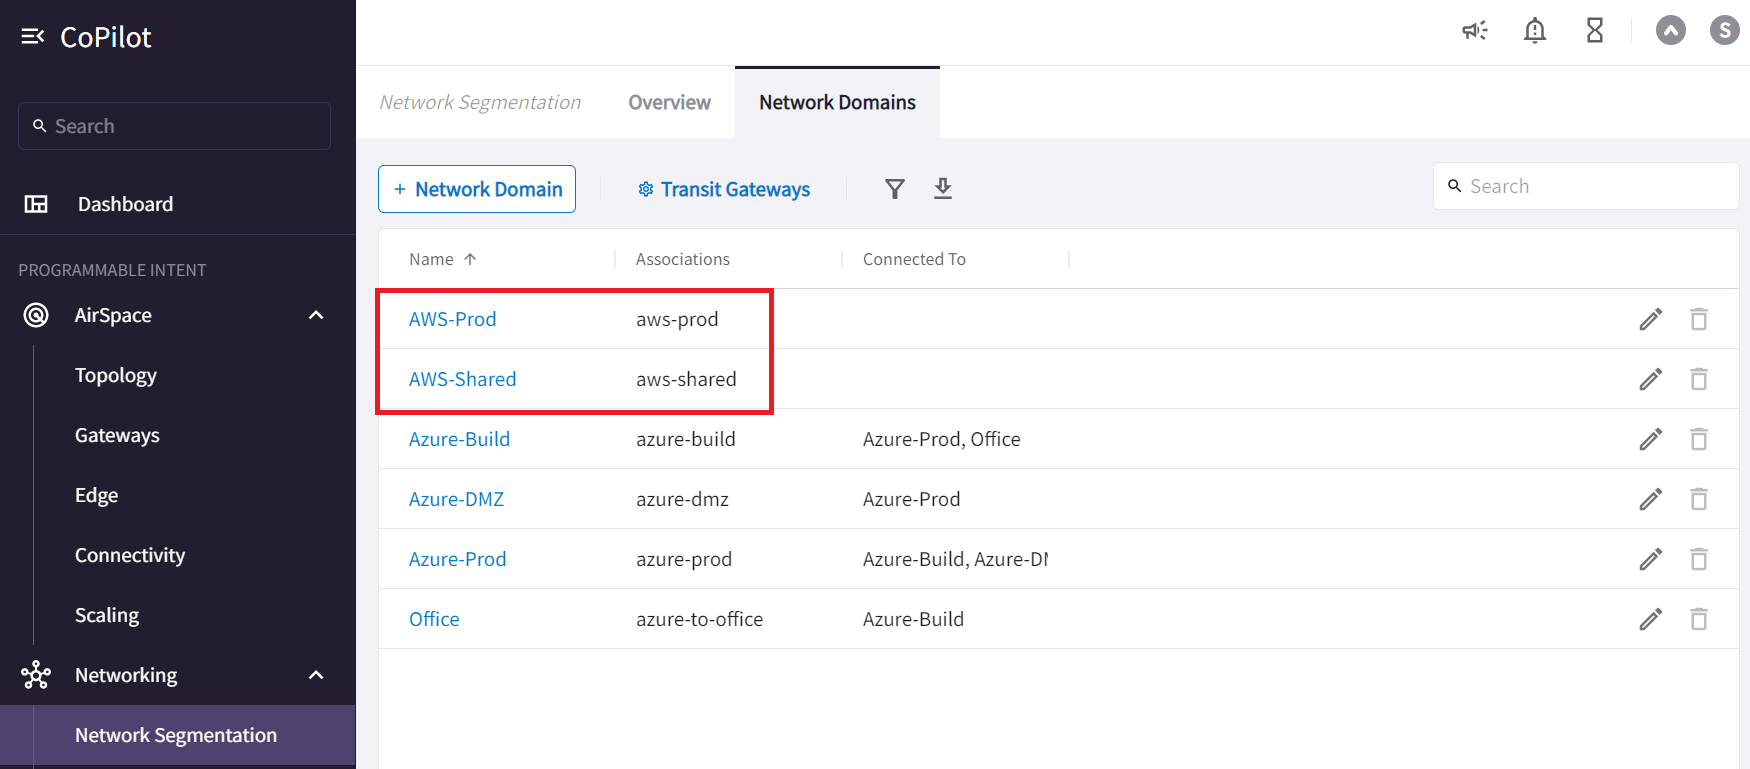 CoPilot
Search
Dashboard
PROGRAMMABLE INTENT
AirSpace
Topology
Gateways
Edge
Connectivity
Scaling
Networking
Network Segmentation
S
Network Segmentation Overview Network Domains
+ Network Domain Transit Gateways Search
Name ↑ Associations Connected To
AWS-Prod aws-prod
AWS-Shared aws-shared
Azure-Build azure-build Azure-Prod, Office
Azure-DMZ azure-dmz Azure-Prod
Azure-Prod azure-prod Azure-Build, Azure-DM
Office azure-to-office Azure-Build